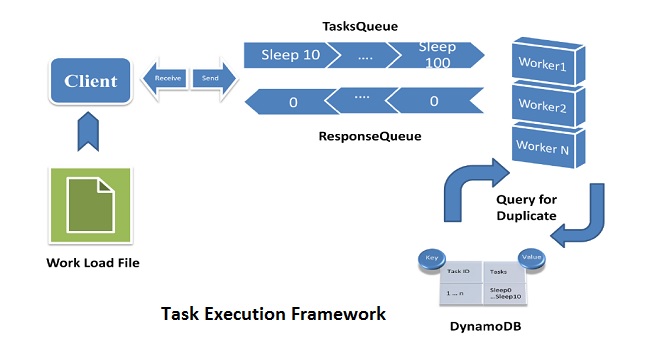 TasksQueue
Sleep 10
....
Sleep
100
Client
Receive
Send
0
....
0
ResponseQueue
Worker1
Worker2
Worker N
Work Load File
Query for
Duplicate
Key
Value
Task ID
Tasks
1 ... n
Sleep0
...Sleep10
DynamoDB
Task Execution Framework